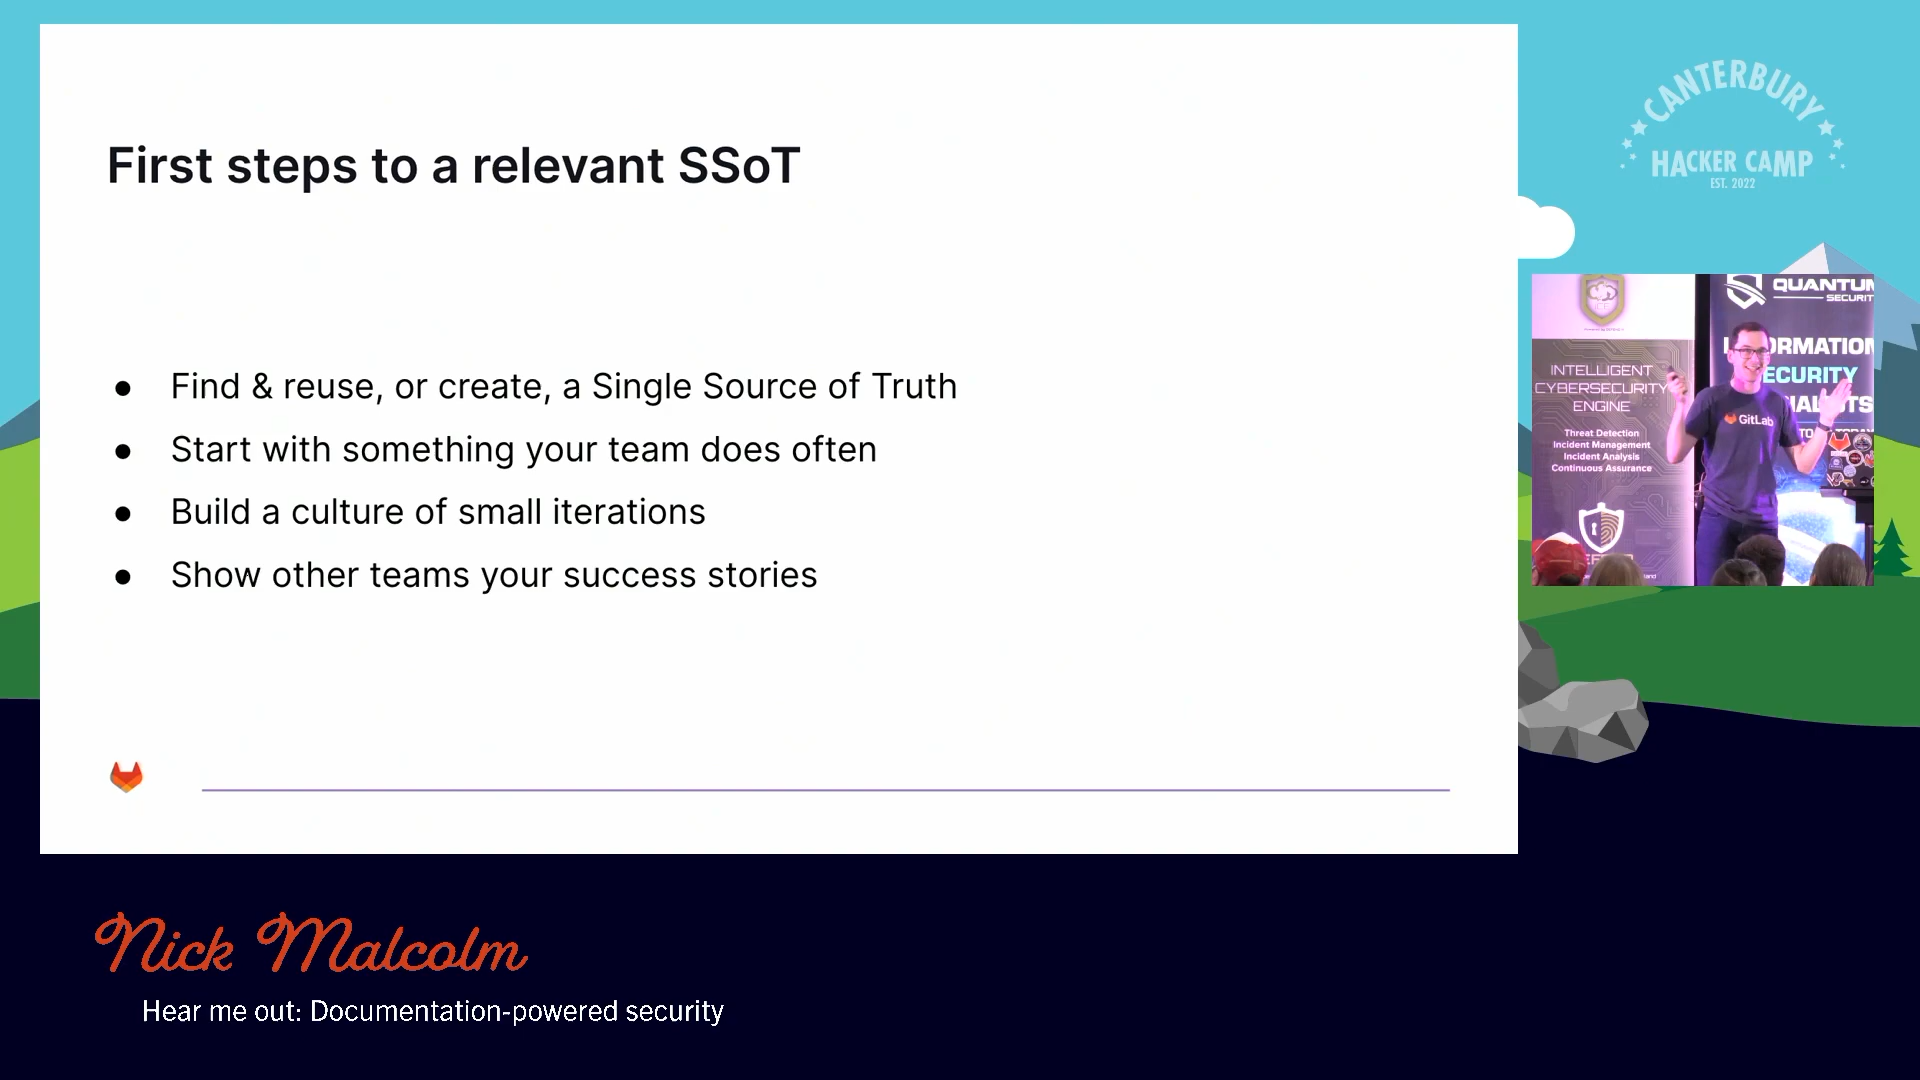 First steps to a relevant SSoT
● Find & reuse, or create, a Single Source of Truth
● Start with something your team does often
● Build a culture of small iterations
● Show other teams your success stories
CANTERBURY
HACKER CAMP
EST. 2022
QUANTUM
SECURIT
INTELLIGENT
CYBERSECURITY
ENGINE
Threat Detection
Incident Management
Incident Analysis
Continuous Assurance
ORMATION
ECURITY
GitLab
Nick Malcolm
Hear me out: Documentation-powered security